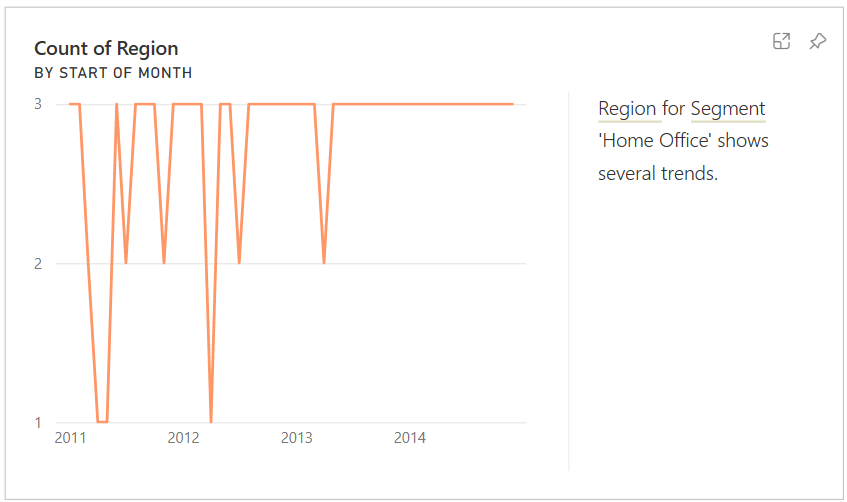 Count of Region
BY START OF MONTH
3
2
1
2011 2012 2013 2014
Region for Segment
'Home Office' shows
several trends.